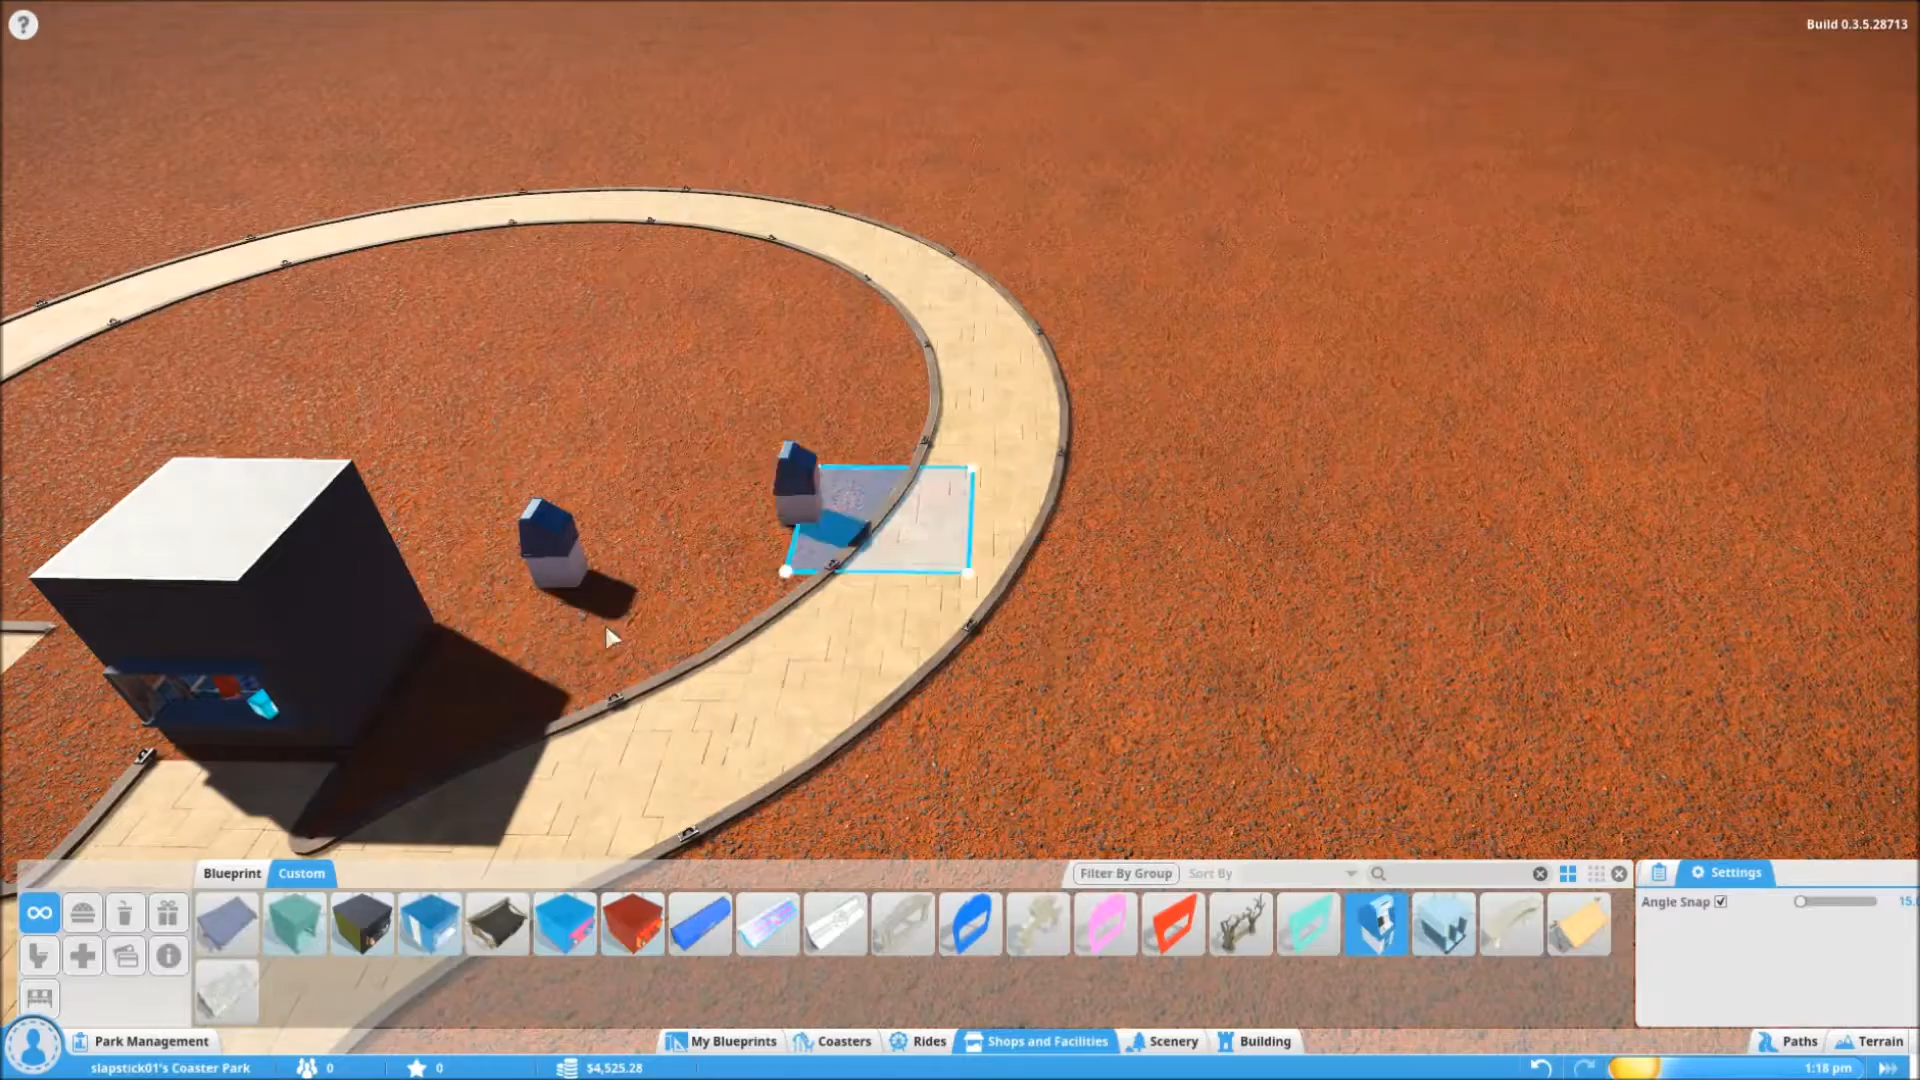 ?
Build 0.3.5.28713
Blueprint
Custom
Filter By Group
Sort By
Settings
Angle Snap
15.
Park Management
My Blueprints
Coasters
Rides
Shops and Facilities
Scenery
Building
Paths
Terrain
slapstick01's Coaster Park
0
0
$4,525.28
1:18 pm